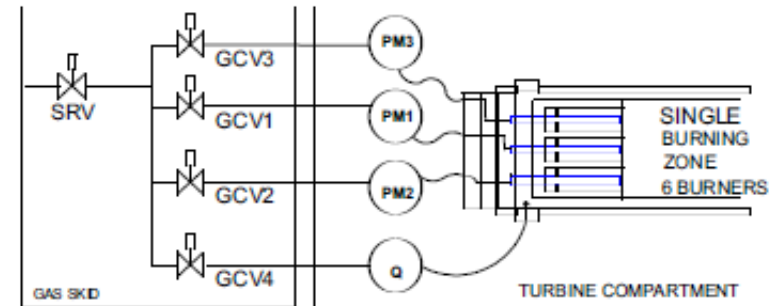 PM3
GCV3
SRV
GCV1
PM1
SINGLE
BURNING
ZONE
6 BURNERS
GCV2
PM2
GCV4
Q
GAS SKID
TURBINE COMPARTMENT